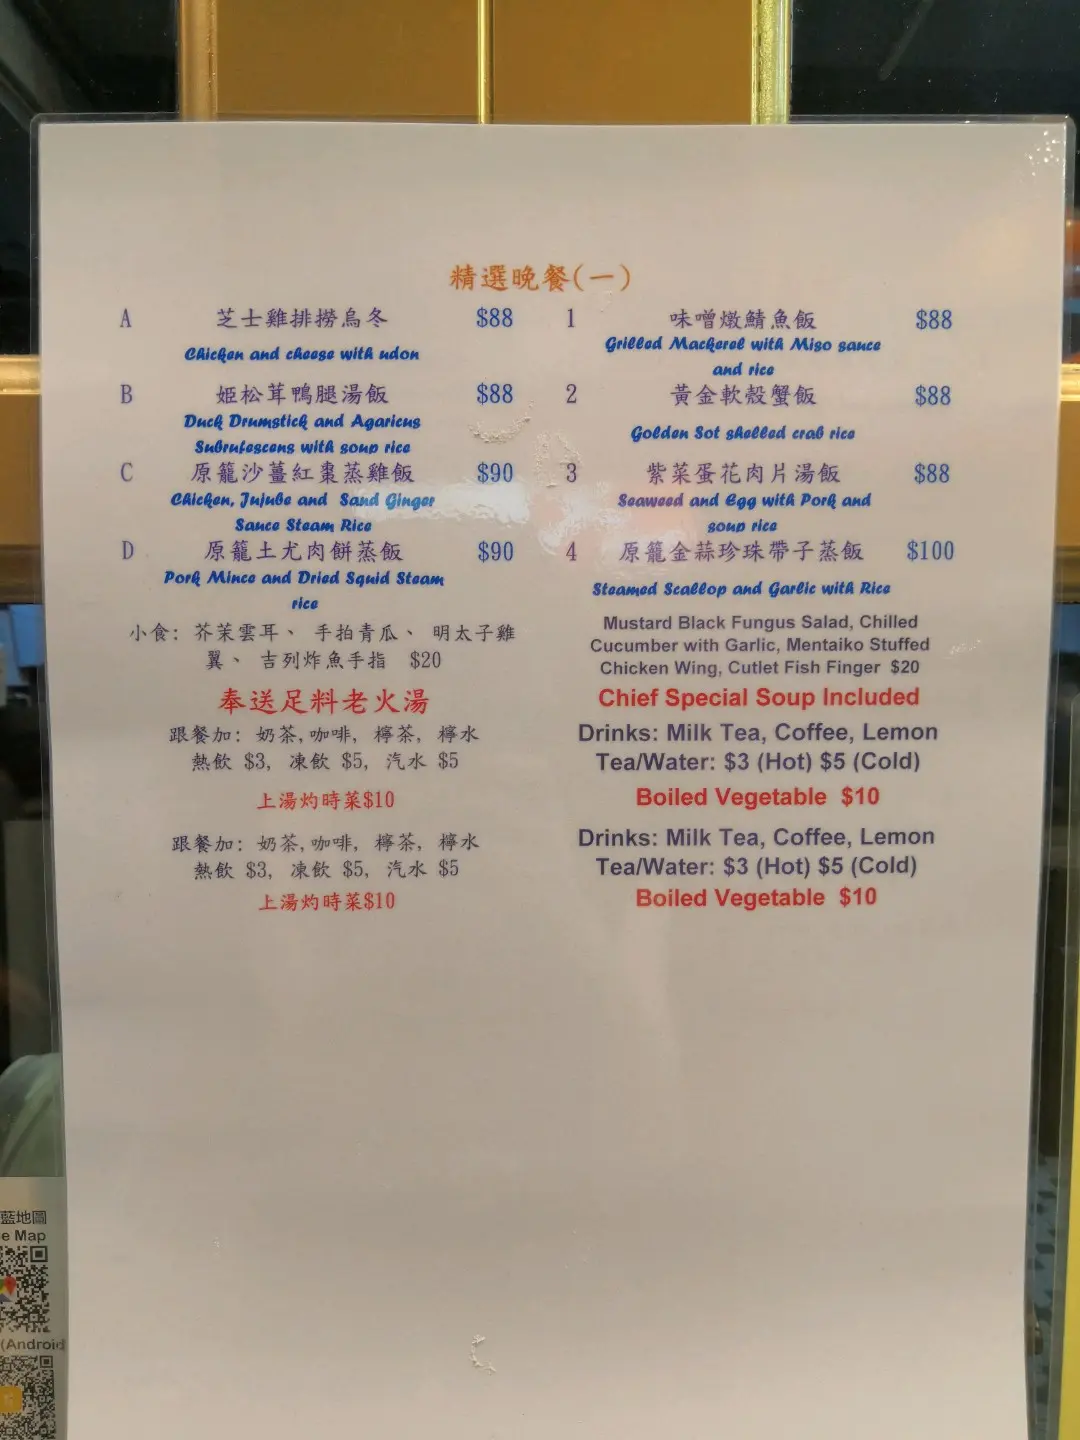 精選晚餐(一)
A 芝士雞排撈烏冬 $88
Chicken and cheese with udon
B 姬松茸鴨腿湯飯 $88
Duck Drumstick and Agaricus
Subrufescens with soup rice
C 原籠沙薑紅棗蒸雞飯 $90
Chicken, Jujube and Sand Ginger
Sauce Steam Rice
D 原籠土尤肉餅蒸飯 $90
Pork Mince and Dried Squid Steam
rice
小食: 芥茉雲耳、 手拍青瓜、 明太子雞
翼、 吉列炸魚手指 $20
奉送足料老火湯
跟餐加: 奶茶,咖啡, 檸茶, 檸水
熱飲 $3, 凍飲 $5, 汽水 $5
上湯灼時菜$10
跟餐加: 奶茶,咖啡, 檸茶, 檸水
熱飲 $3, 凍飲 $5, 汽水 $5
上湯灼時菜$10
1 味噌燉鯖魚飯 $88
Grilled Mackerel with Miso sauce
and rice
2 黃金軟殼蟹飯 $88
Golden Sot shelled crab rice
3 紫菜蛋花肉片湯飯 $88
Seaweed and Egg with Pork and
soup rice
4 原籠金蒜珍珠帶子蒸飯 $100
Steamed Scallop and Garlic with Rice
Mustard Black Fungus Salad, Chilled
Cucumber with Garlic, Mentaiko Stuffed
Chicken Wing, Cutlet Fish Finger $20
Chief Special Soup Included
Drinks: Milk Tea, Coffee, Lemon
Tea/Water: $3 (Hot) $5 (Cold)
Boiled Vegetable $10
Drinks: Milk Tea, Coffee, Lemon
Tea/Water: $3 (Hot) $5 (Cold)
Boiled Vegetable $10
藍地圖
e Map
(Android